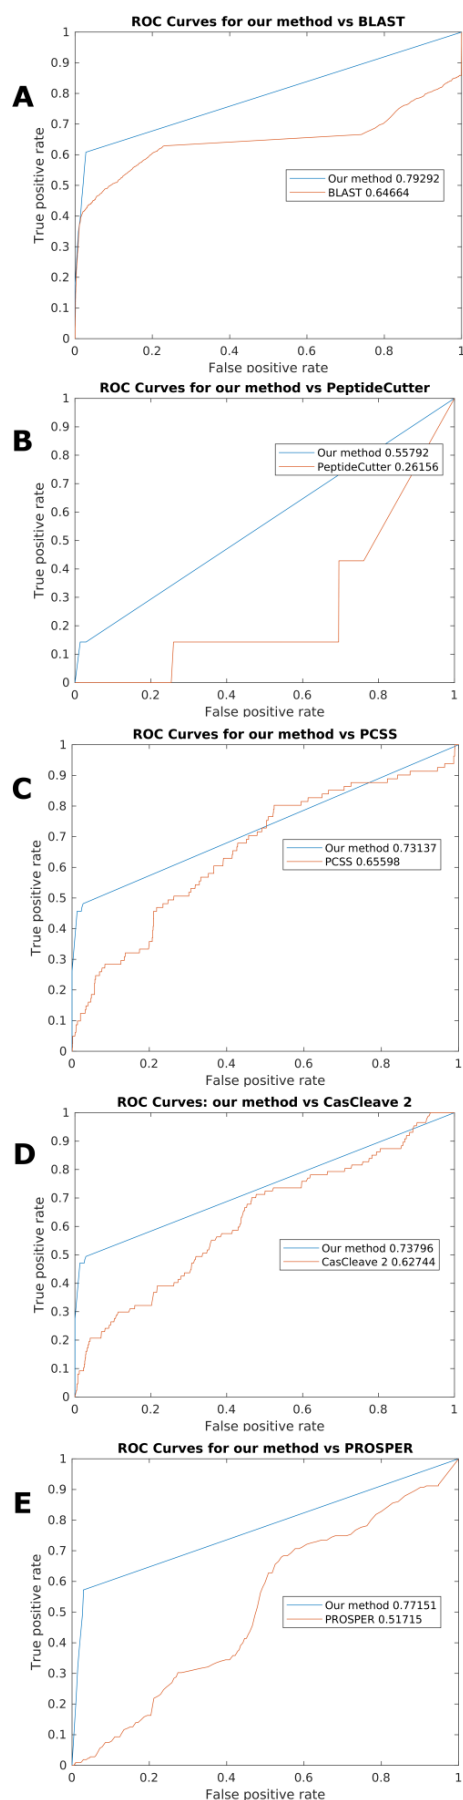 ROC Curves for our method vs BLAST
A
True positive rate
1
0.9
0.8
0.7
0.6
0.5
0.4
0.3
0.2
0.1
0
Our method 0.79292
BLAST 0.64664
0 0.2 0.4 0.6 0.8 1
False positive rate
ROC Curves for our method vs PeptideCutter
B
True positive rate
1
0.9
0.8
0.7
0.6
0.5
0.4
0.3
0.2
0.1
0
Our method 0.55792
PeptideCutter 0.26156
0 0.2 0.4 0.6 0.8 1
False positive rate
ROC Curves for our method vs PCSS
C
True positive rate
1
0.9
0.8
0.7
0.6
0.5
0.4
0.3
0.2
0.1
0
Our method 0.73137
PCSS 0.65598
0 0.2 0.4 0.6 0.8 1
False positive rate
ROC Curves: our method vs CasCleave 2
D
True positive rate
1
0.9
0.8
0.7
0.6
0.5
0.4
0.3
0.2
0.1
0
Our method 0.73796
CasCleave 2 0.62744
0 0.2 0.4 0.6 0.8 1
False positive rate
ROC Curves for our method vs PROSPER
E
True positive rate
1
0.9
0.8
0.7
0.6
0.5
0.4
0.3
0.2
0.1
0
Our method 0.77151
PROSPER 0.51715
0 0.2 0.4 0.6 0.8 1
False positive rate